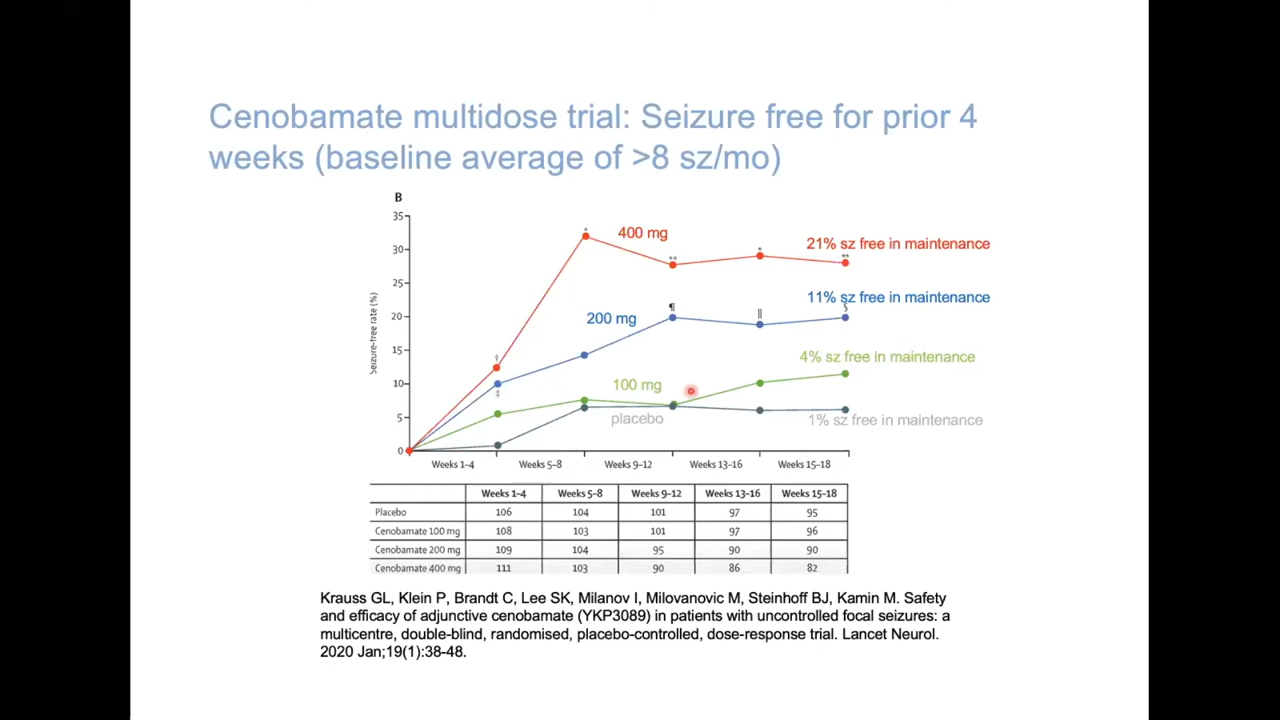 Cenobamate multidose trial: Seizure free for prior 4
weeks (baseline average of >8 sz/mo)
B
35
30
25
20
15
10
5
0
Seizure-free rate (%)
400 mg
200 mg
100 mg
placebo
21% sz free in maintenance
11% sz free in maintenance
4% sz free in maintenance
1% sz free in maintenance
*
**
*
**
†
‡
¶
||
§
Weeks 1–4 Weeks 5–8 Weeks 9–12 Weeks 13–16 Weeks 15–18
Weeks 1–4 Weeks 5–8 Weeks 9–12 Weeks 13–16 Weeks 15–18
Placebo 106 104 101 97 95
Cenobamate 100 mg 108 103 101 97 96
Cenobamate 200 mg 109 104 95 90 90
Cenobamate 400 mg 111 103 90 86 82
Krauss GL, Klein P, Brandt C, Lee SK, Milanov I, Milovanovic M, Steinhoff BJ, Kamin M. Safety
and efficacy of adjunctive cenobamate (YKP3089) in patients with uncontrolled focal seizures: a
multicentre, double-blind, randomised, placebo-controlled, dose-response trial. Lancet Neurol.
2020 Jan;19(1):38-48.